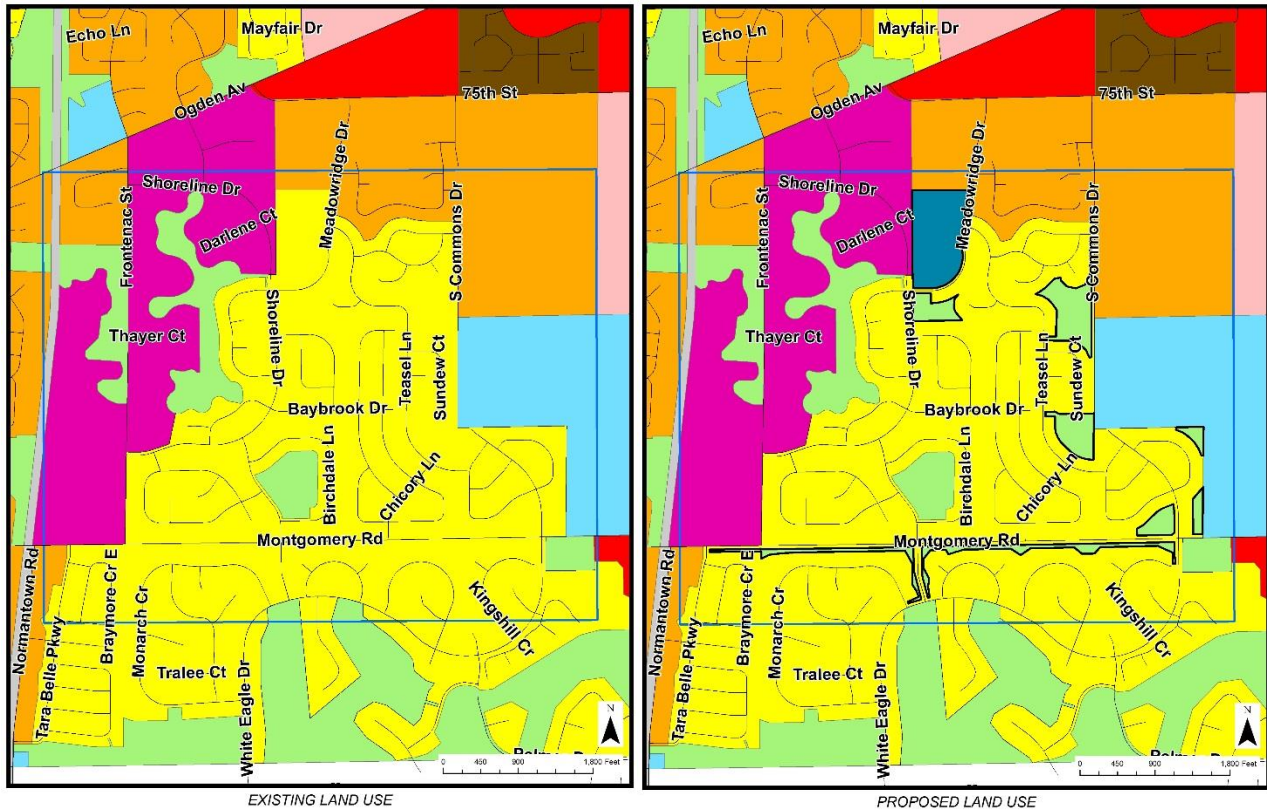 Echo Ln
Mayfair Dr
Ogden Av
75th St
Meadowridge Dr
Shoreline Dr
Frontenac St
Darlene Ct
S Commons Dr
Thayer Ct
Shoreline Dr
Teasel Ln
Sundew Ct
Baybrook Dr
Birchdale Ln
Chicory Ln
Montgomery Rd
Normantown Rd
Tara Belle Pkwy
Braymore Cr E
Monarch Cr
Kingshill Cr
Tralee Ct
White Eagle Dr
N
0 450 900 1,800 Feet
EXISTING LAND USE
Echo Ln
Mayfair Dr
Ogden Av
75th St
Meadowridge Dr
Shoreline Dr
Frontenac St
Darlene Ct
S Commons Dr
Thayer Ct
Shoreline Dr
Teasel Ln
Sundew Ct
Baybrook Dr
Birchdale Ln
Chicory Ln
Montgomery Rd
Normantown Rd
Tara Belle Pkwy
Braymore Cr E
Monarch Cr
Kingshill Cr
Tralee Ct
White Eagle Dr
N
0 450 900 1,800 Feet
PROPOSED LAND USE